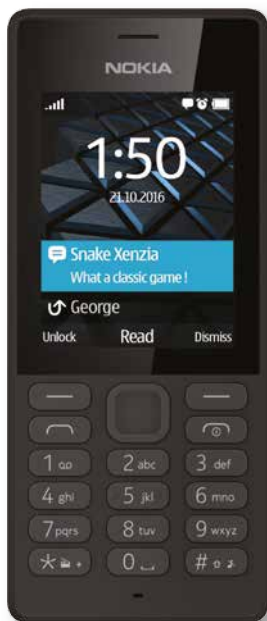 NOKIA
1:50
21.10.2016
Snake Xenzia
What a classic game !
George
Unlock Read Dismiss
1 2 abc 3 def
4 ghi 5 jkl 6 mno
7 pqrs 8 tuv 9 wxyz
* + 0 #